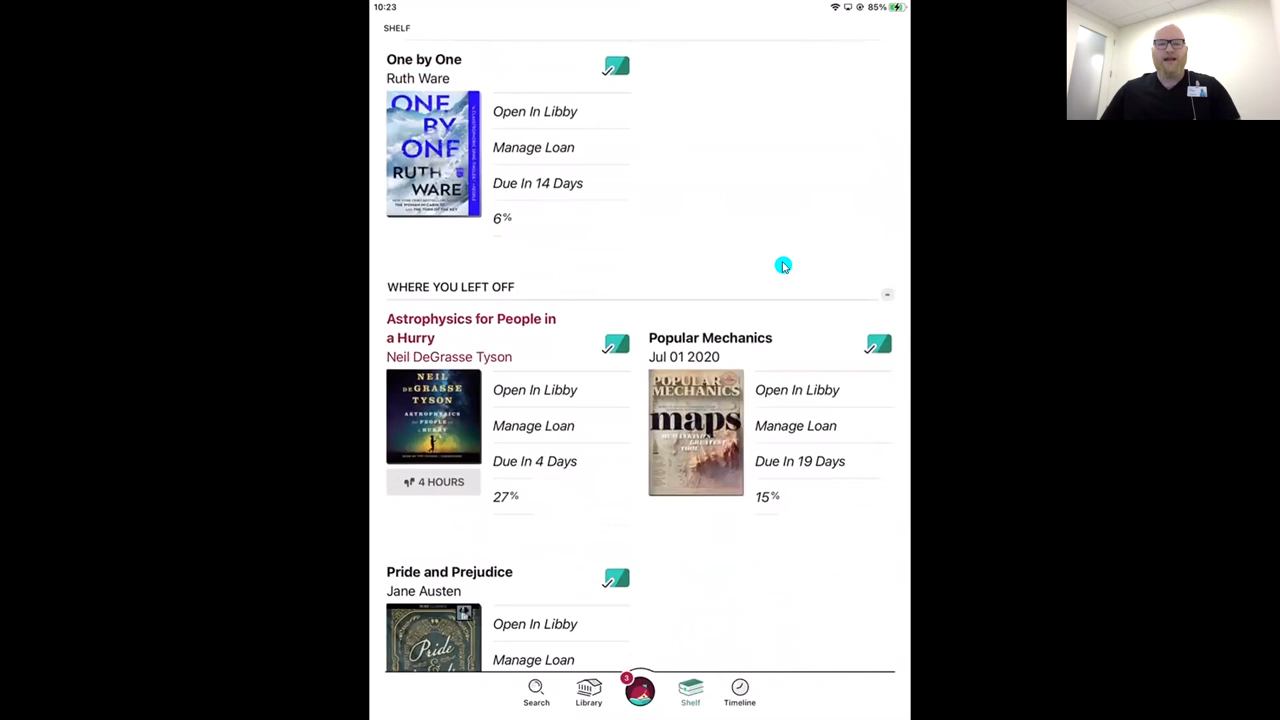 10:23
85%
SHELF
One by One
Ruth Ware
ONE
BY
ONE
RUTH
WARE
Open In Libby
Manage Loan
Due In 14 Days
6%
WHERE YOU LEFT OFF
Astrophysics for People in
a Hurry
Neil DeGrasse Tyson
NEIL
DEGRASSE
TYSON
ASTROPHYSICS
4 HOURS
Open In Libby
Manage Loan
Due In 4 Days
27%
Popular Mechanics
Jul 01 2020
POPULAR
MECHANICS
maps
Open In Libby
Manage Loan
Due In 19 Days
15%
Pride and Prejudice
Jane Austen
Pride
Open In Libby
Manage Loan
3
Search
Library
Shelf
Timeline